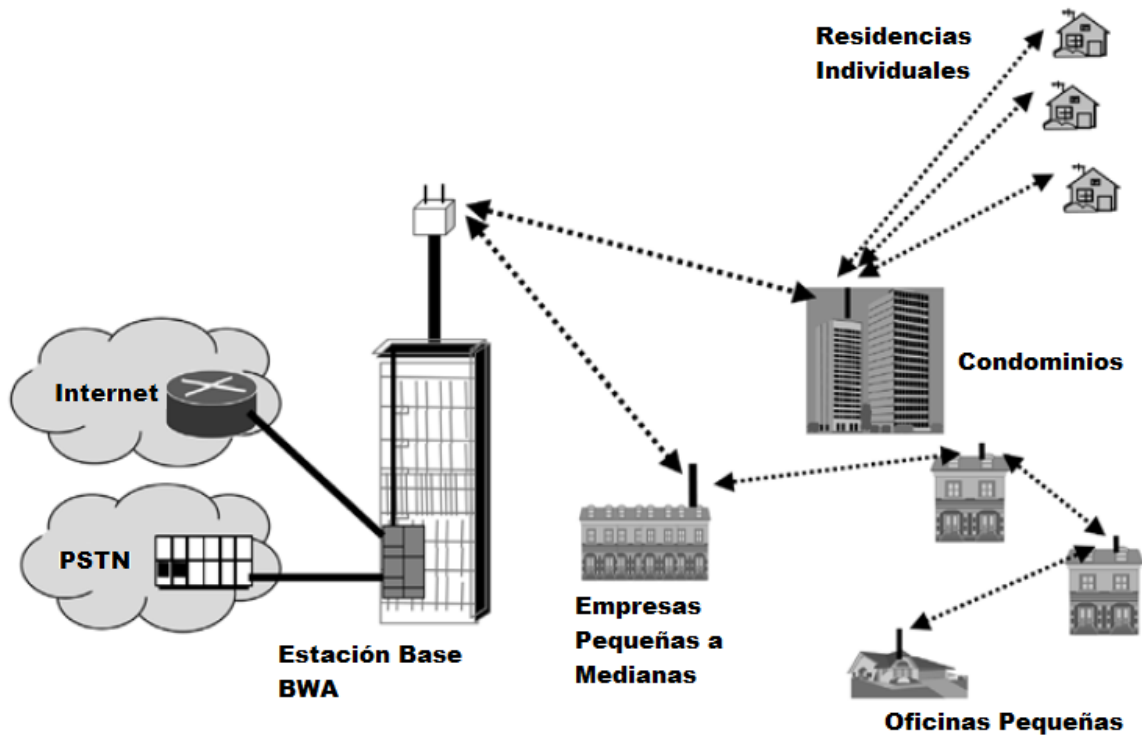 Residencias
Individuales
Internet
Condominios
PSTN
Empresas
Pequeñas a
Medianas
Estación Base
BWA
Oficinas Pequeñas